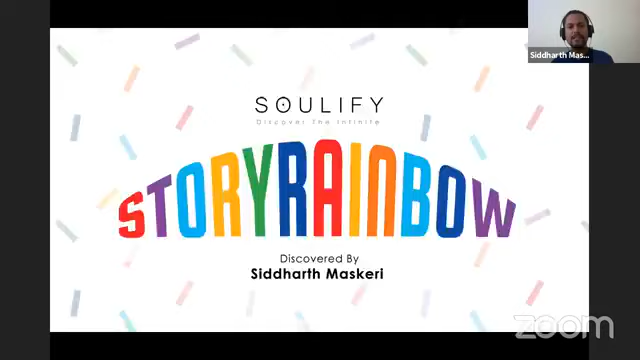 Siddharth Mas...
SOULIFY
Discover The Infinite
STORYRAINBOW
Discovered By
Siddharth Maskeri
zoom